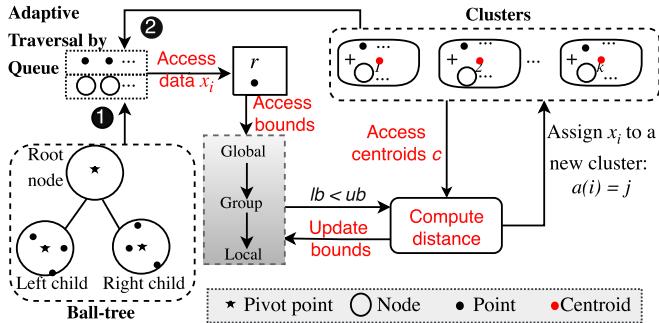 Adaptive
Traversal by
Queue
2
...
...
1
Access
data xi
r
Access
bounds
Global
Group
Local
lb < ub
Update
bounds
Compute
distance
Access
centroids c
Clusters
+ ... 1 ...
+ ... 2 ...
...
+ ... k ...
Assign xi to a
new cluster:
a(i) = j
Root
node
Left child
Right child
Ball-tree
Pivot point
Node
Point
Centroid